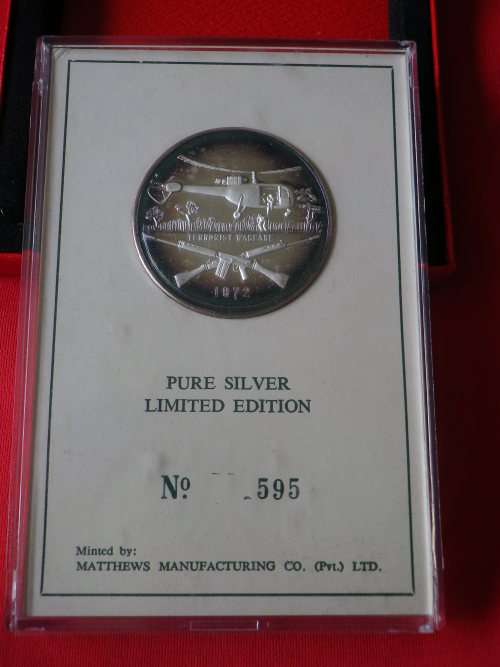 TERRORIST WARFARE
1972
PURE SILVER
LIMITED EDITION
Nº 595
Minted by:
MATTHEWS MANUFACTURING CO. (Pvt.) LTD.